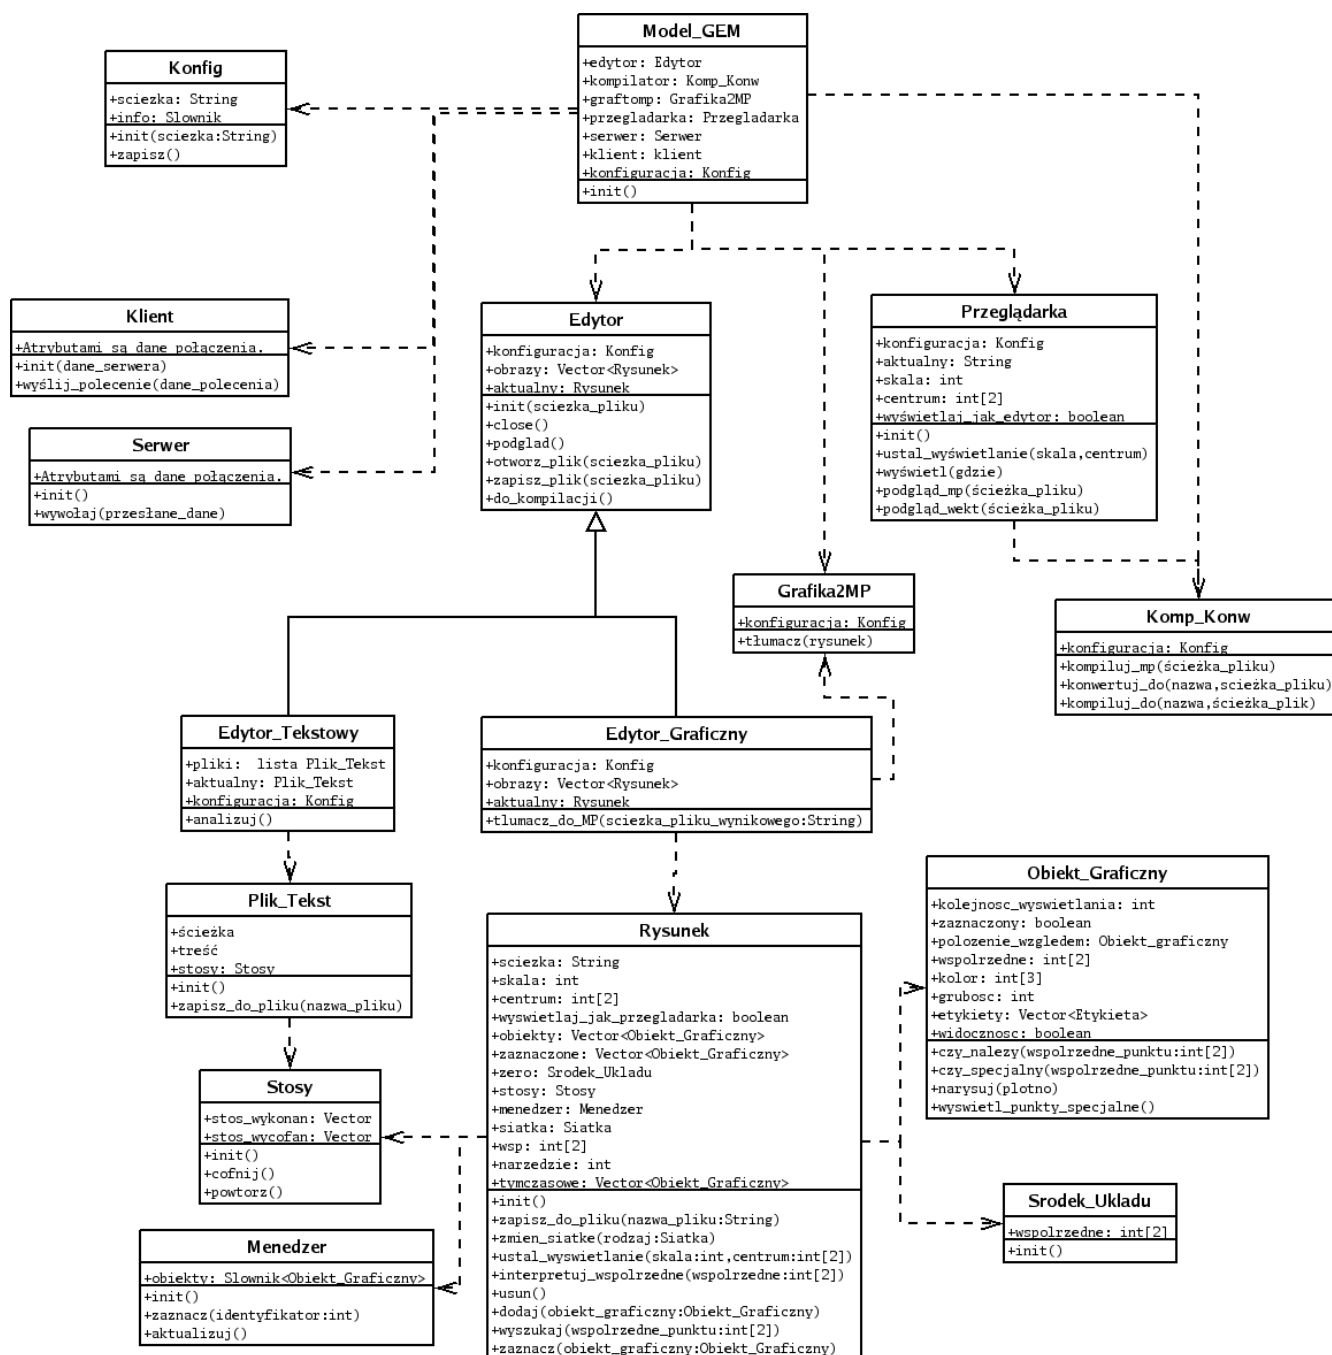 Model_GEM
+edytor: Edytor
+kompilator: Komp_Konw
+graftomp: Grafika2MP
+przegladarka: Przegladarka
+serwer: Serwer
+klient: klient
+konfiguracja: Konfig
+init()
Konfig
+sciezka: String
+info: Slownik
+init(sciezka:String)
+zapisz()
Klient
+Atrybutami są dane połączenia.
+init(dane_serwera)
+wyślij_polecenie(dane_polecenia)
Serwer
+Atrybutami są dane połączenia.
+init()
+wywołaj(przesłane_dane)
Edytor
+konfiguracja: Konfig
+obrazy: Vector<Rysunek>
+aktualny: Rysunek
+init(sciezka_pliku)
+close()
+podglad()
+otworz_plik(sciezka_pliku)
+zapisz_plik(sciezka_pliku)
+do_kompilacji()
Przeglądarka
+konfiguracja: Konfig
+aktualny: String
+skala: int
+centrum: int[2]
+wyświetlaj_jak_edytor: boolean
+init()
+ustal_wyświetlanie(skala,centrum)
+wyświetl(gdzie)
+podgląd_mp(ścieżka_pliku)
+podgląd_wekt(ścieżka_pliku)
Grafika2MP
+konfiguracja: Konfig
+tłumacz(rysunek)
Komp_Konw
+konfiguracja: Konfig
+kompiluj_mp(ścieżka_pliku)
+konwertuj_do(nazwa,scieżka_pliku)
+kompiluj_do(nazwa,ścieżka_plik)
Edytor_Tekstowy
+pliki:  lista Plik_Tekst
+aktualny: Plik_Tekst
+konfiguracja: Konfig
+analizuj()
Edytor_Graficzny
+konfiguracja: Konfig
+obrazy: Vector<Rysunek>
+aktualny: Rysunek
+tlumacz_do_MP(sciezka_pliku_wynikowego:String)
Plik_Tekst
+ścieżka
+treść
+stosy: Stosy
+init()
+zapisz_do_pliku(nazwa_pliku)
Stosy
+stos_wykonan: Vector
+stos_wycofan: Vector
+init()
+cofnij()
+powtorz()
Menedzer
+obiekty: Slownik<Obiekt_Graficzny>
+init()
+zaznacz(identyfikator:int)
+aktualizuj()
Rysunek
+sciezka: String
+skala: int
+centrum: int[2]
+wyswietlaj_jak_przegladarka: boolean
+obiekty: Vector<Obiekt_Graficzny>
+zaznaczone: Vector<Obiekt_Graficzny>
+zero: Srodek_Ukladu
+stosy: Stosy
+menedzer: Menedzer
+siatka: Siatka
+wsp: int[2]
+narzedzie: int
+tymczasowe: Vector<Obiekt_Graficzny>
+init()
+zapisz_do_pliku(nazwa_pliku:String)
+zmien_siatke(rodzaj:Siatka)
+ustal_wyswietlanie(skala:int,centrum:int[2])
+interpretuj_wspolrzedne(wspolrzedne:int[2])
+usun()
+dodaj(obiekt_graficzny:Obiekt_Graficzny)
+wyszukaj(wspolrzedne_punktu:int[2])
+zaznacz(obiekt_graficzny:Obiekt_Graficzny)
Obiekt_Graficzny
+kolejnosc_wyswietlania: int
+zaznaczony: boolean
+polozenie_wzgledem: Obiekt_graficzny
+wspolrzedne: int[2]
+kolor: int[3]
+grubosc: int
+etykiety: Vector<Etykieta>
+widocznosc: boolean
+czy_nalezy(wspolrzedne_punktu:int[2])
+czy_specjalny(wspolrzedne_punktu:int[2])
+narysuj(plotno)
+wyswietl_punkty_specjalne()
Srodek_Ukladu
+wspolrzedne: int[2]
+init()